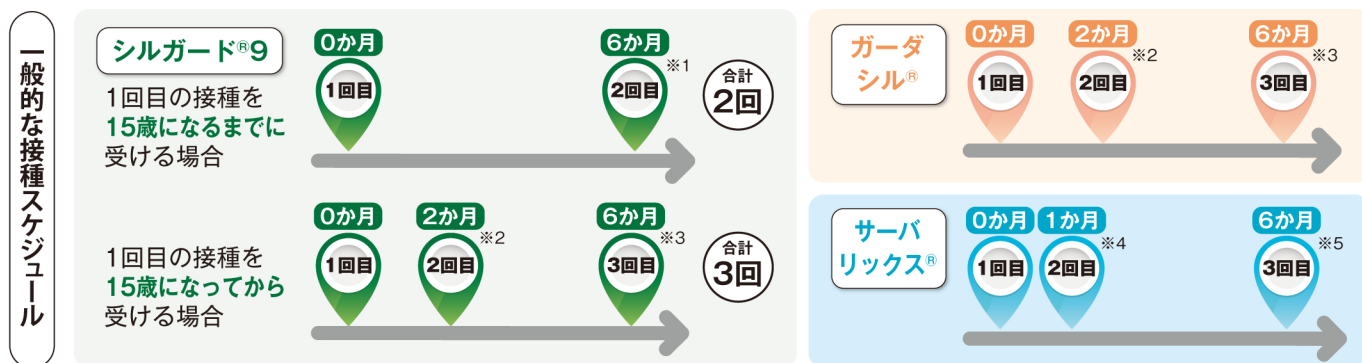 一般的な接種スケジュール
シルガード®9
1回目の接種を
15歳になるまでに
受ける場合
0か月
1回目
6か月
※1
2回目
合計
2回
1回目の接種を
15歳になってから
受ける場合
0か月
1回目
2か月
※2
2回目
6か月
※3
3回目
合計
3回
ガーダ
シル®
0か月
1回目
2か月
※2
2回目
6か月
※3
3回目
サーバ
リックス®
0か月
1回目
1か月
※4
2回目
6か月
※5
3回目